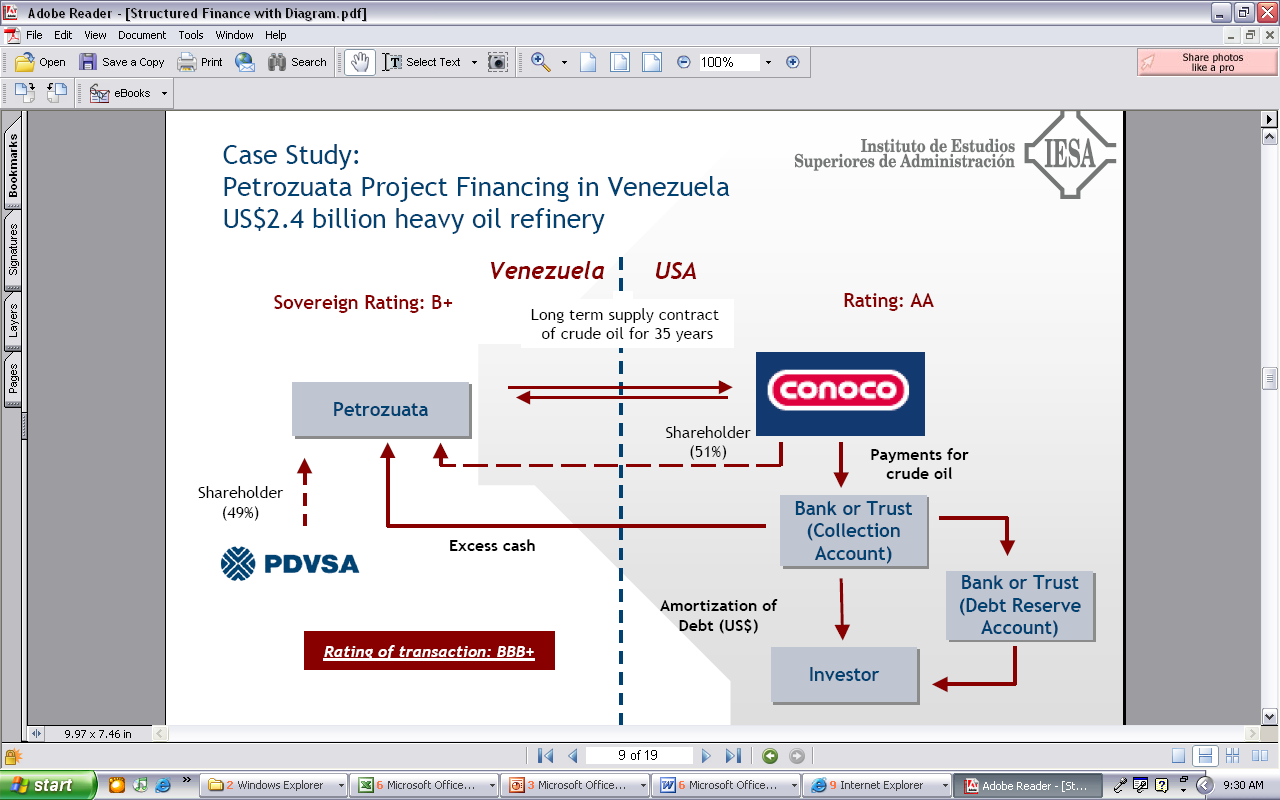 Adobe Reader - [Structured Finance with Diagram.pdf]
File Edit View Document Tools Window Help
Open Save a Copy Print Search Select Text 100%
Share photos
like a pro
eBooks
Bookmarks
Signatures
Layers
Pages
Case Study:
Petrozuata Project Financing in Venezuela
US$2.4 billion heavy oil refinery
Instituto de Estudios
Superiores de Administración
IESA
Venezuela USA
Sovereign Rating: B+
Rating: AA
Long term supply contract
of crude oil for 35 years
Petrozuata
conoco
Shareholder
(51%)
Payments for
crude oil
Shareholder
(49%)
Bank or Trust
(Collection
Account)
Excess cash
PDVSA
Bank or Trust
(Debt Reserve
Account)
Amortization of
Debt (US$)
Rating of transaction: BBB+
Investor
9.97 x 7.46 in
9 of 19
start
2 Windows Explorer
6 Microsoft Office...
3 Microsoft Office...
6 Microsoft Office...
9 Internet Explorer
Adobe Reader - [St...
9:30 AM